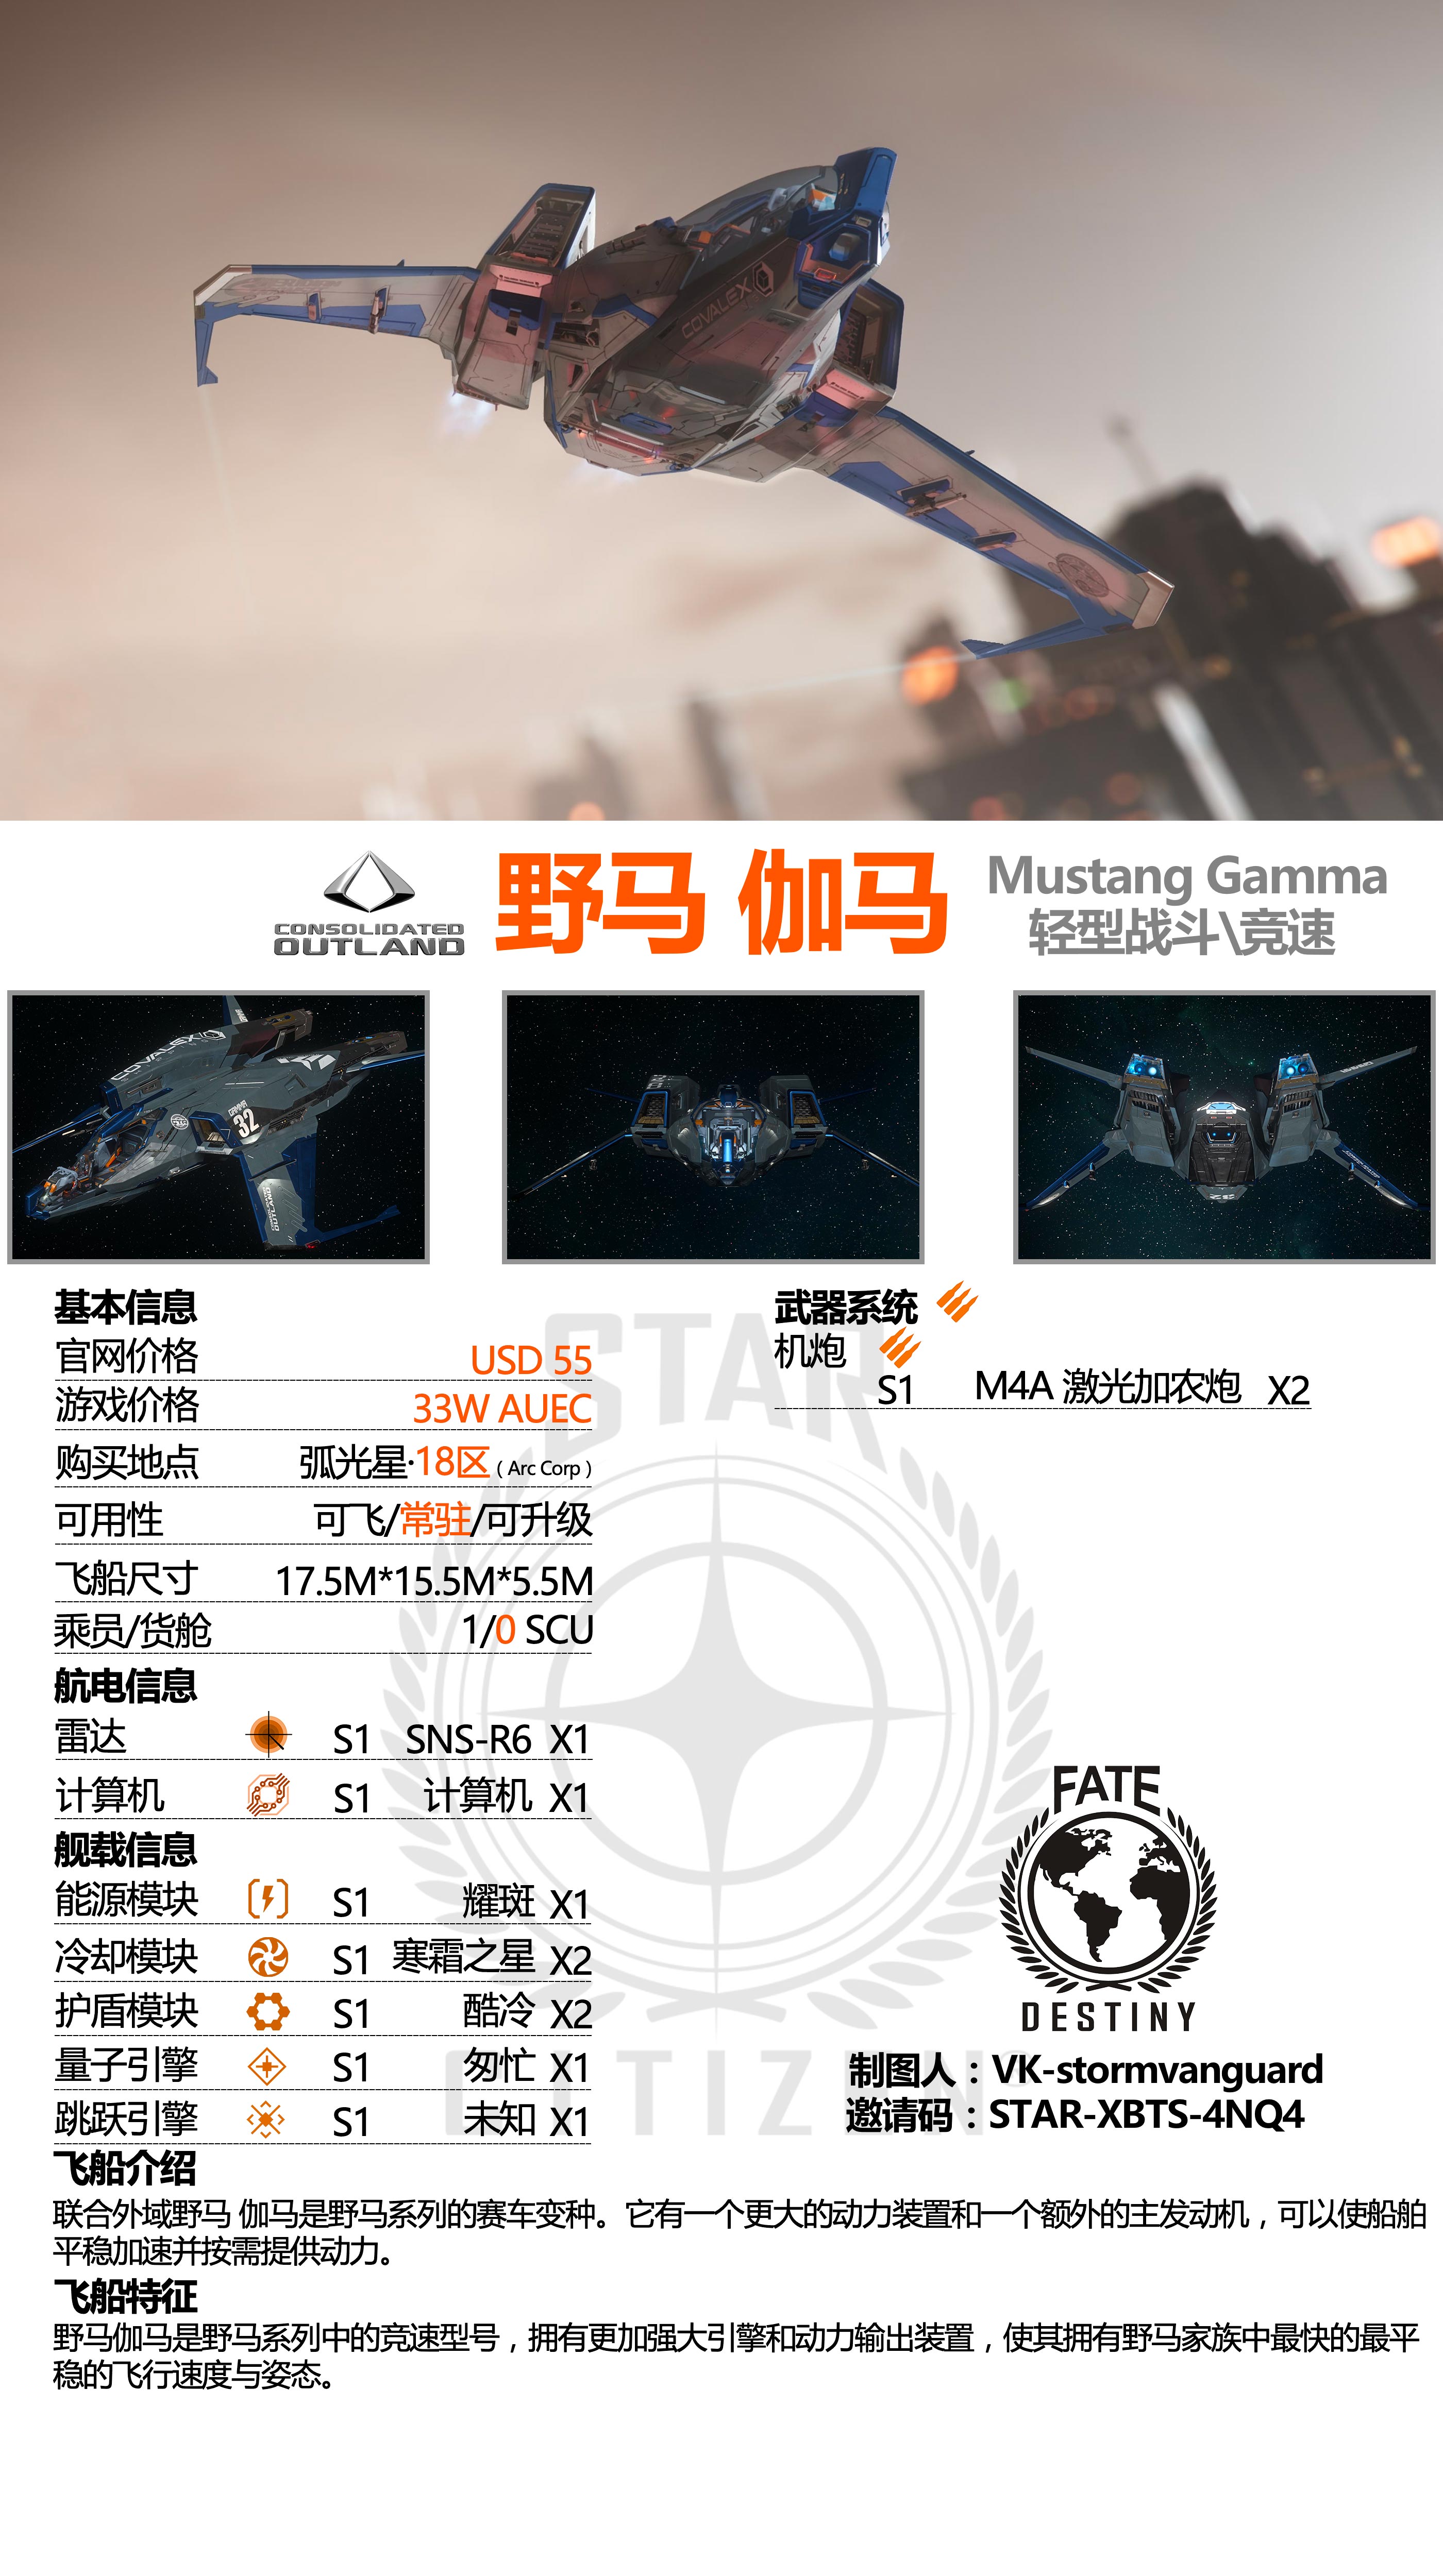 COVALEX
CONSOLIDATED
OUTLAND
野马 伽马
Mustang Gamma
轻型战斗\竞速
COVALEX
GAMMA
32
基本信息
官网价格 USD 55
游戏价格 33W AUEC
购买地点 弧光星·18区 ( Arc Corp )
可用性 可飞/常驻/可升级
飞船尺寸 17.5M*15.5M*5.5M
乘员/货舱 1/0 SCU
航电信息
雷达 S1 SNS-R6 X1
计算机 S1 计算机 X1
舰载信息
能源模块 S1 耀斑 X1
冷却模块 S1 寒霜之星 X2
护盾模块 S1 酷冷 X2
量子引擎 S1 匆忙 X1
跳跃引擎 S1 未知 X1
武器系统
机炮
S1 M4A 激光加农炮 X2
STAR
CITIZEN
FATE
DESTINY
制图人：VK-stormvanguard
邀请码：STAR-XBTS-4NQ4
飞船介绍
联合外域野马 伽马是野马系列的赛车变种。它有一个更大的动力装置和一个额外的主发动机，可以使船舶
平稳加速并按需提供动力。
飞船特征
野马伽马是野马系列中的竞速型号，拥有更加强大引擎和动力输出装置，使其拥有野马家族中最快的最平
稳的飞行速度与姿态。